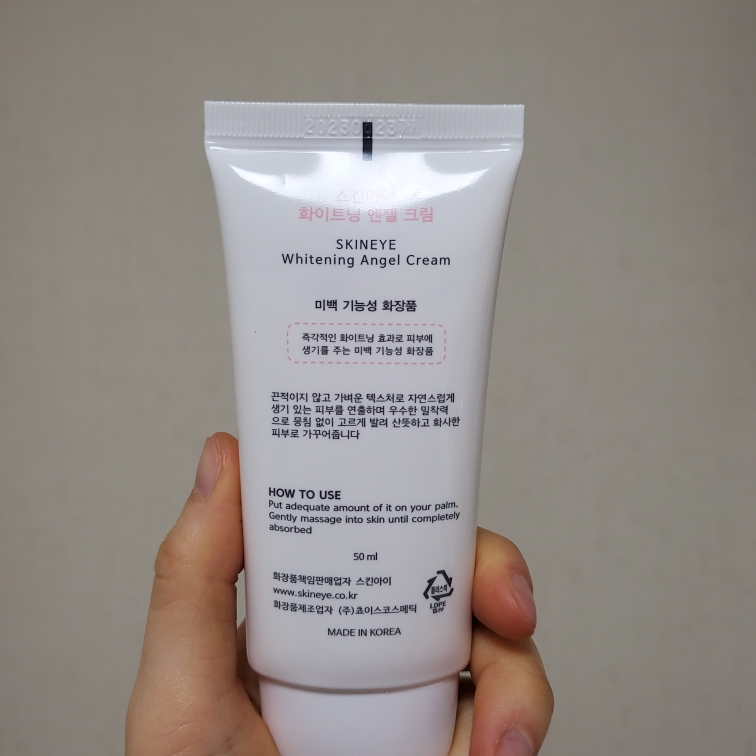 스킨아이
화이트닝 엔젤 크림
SKINEYE
Whitening Angel Cream
미백 기능성 화장품
즉각적인 화이트닝 효과로 피부에
생기를 주는 미백 기능성 화장품
끈적이지 않고 가벼운 텍스처로 자연스럽게
생기 있는 피부를 연출하며 우수한 밀착력
으로 뭉침 없이 고르게 발려 산뜻하고 화사한
피부로 가꾸어줍니다
HOW TO USE
Put adequate amount of it on your palm.
Gently massage into skin until completely
absorbed
50 ml
화장품책임판매업자 스킨아이
www.skineye.co.kr
화장품제조업자 (주)쵸이스코스메틱
플라스틱
LDPE
MADE IN KOREA